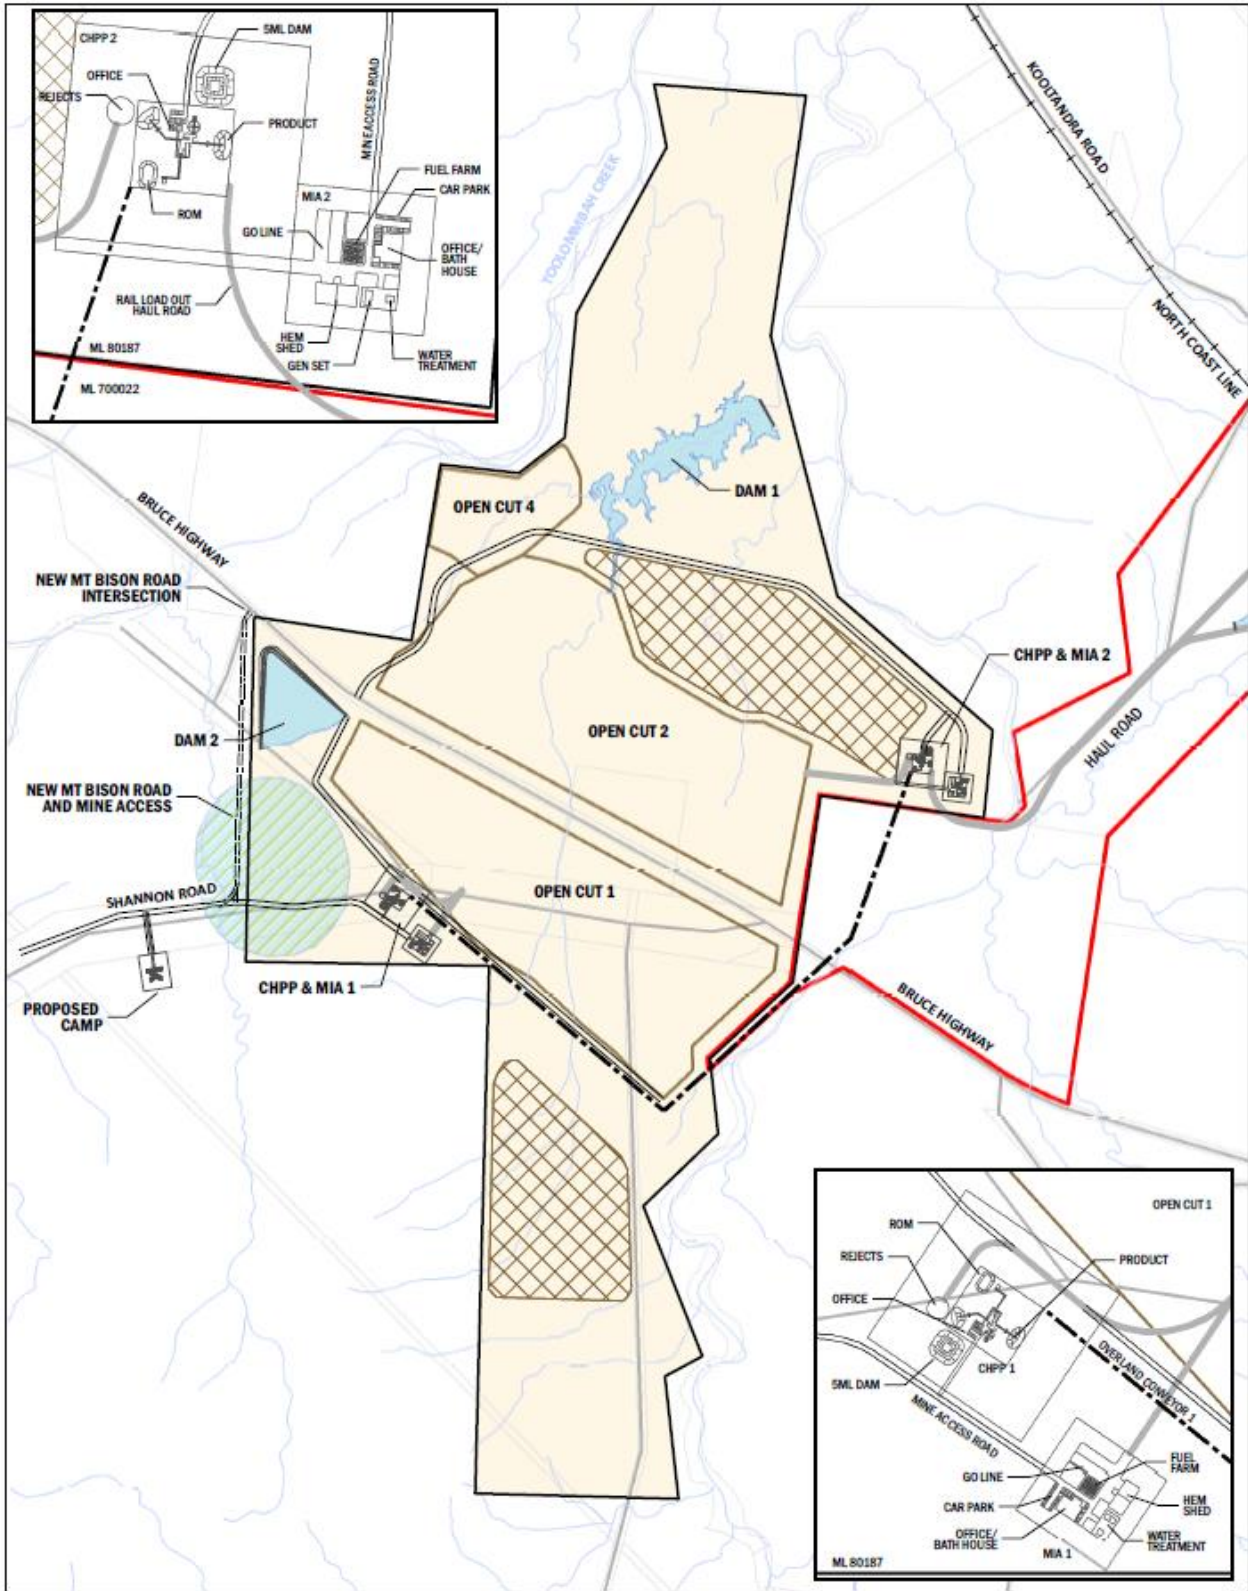 CHPP 2
5ML DAM
OFFICE
REJECTS
PRODUCT
MINE ACCESS ROAD
FUEL FARM
CAR PARK
MIA 2
ROM
GO LINE
OFFICE/
BATH
HOUSE
RAIL LOAD OUT
HAUL ROAD
HEM
SHED
GEN SET
WATER
TREATMENT
ML 80187
ML 700022
KOOLTANDRA ROAD
NORTH COAST LINE
TOOLOMMBAH CREEK
DAM 1
OPEN CUT 4
BRUCE HIGHWAY
NEW MT BISON ROAD
INTERSECTION
CHPP & MIA 2
OPEN CUT 2
DAM 2
HAUL ROAD
NEW MT BISON ROAD
AND MINE ACCESS
SHANNON ROAD
OPEN CUT 1
CHPP & MIA 1
PROPOSED
CAMP
BRUCE HIGHWAY
OPEN CUT 1
ROM
REJECTS
PRODUCT
OFFICE
5ML DAM
CHPP 1
OVERLAND CONVEYOR 1
MINE ACCESS ROAD
GO LINE
FUEL
FARM
CAR PARK
HEM
SHED
OFFICE/
BATH HOUSE
WATER
TREATMENT
MIA 1
ML 80187